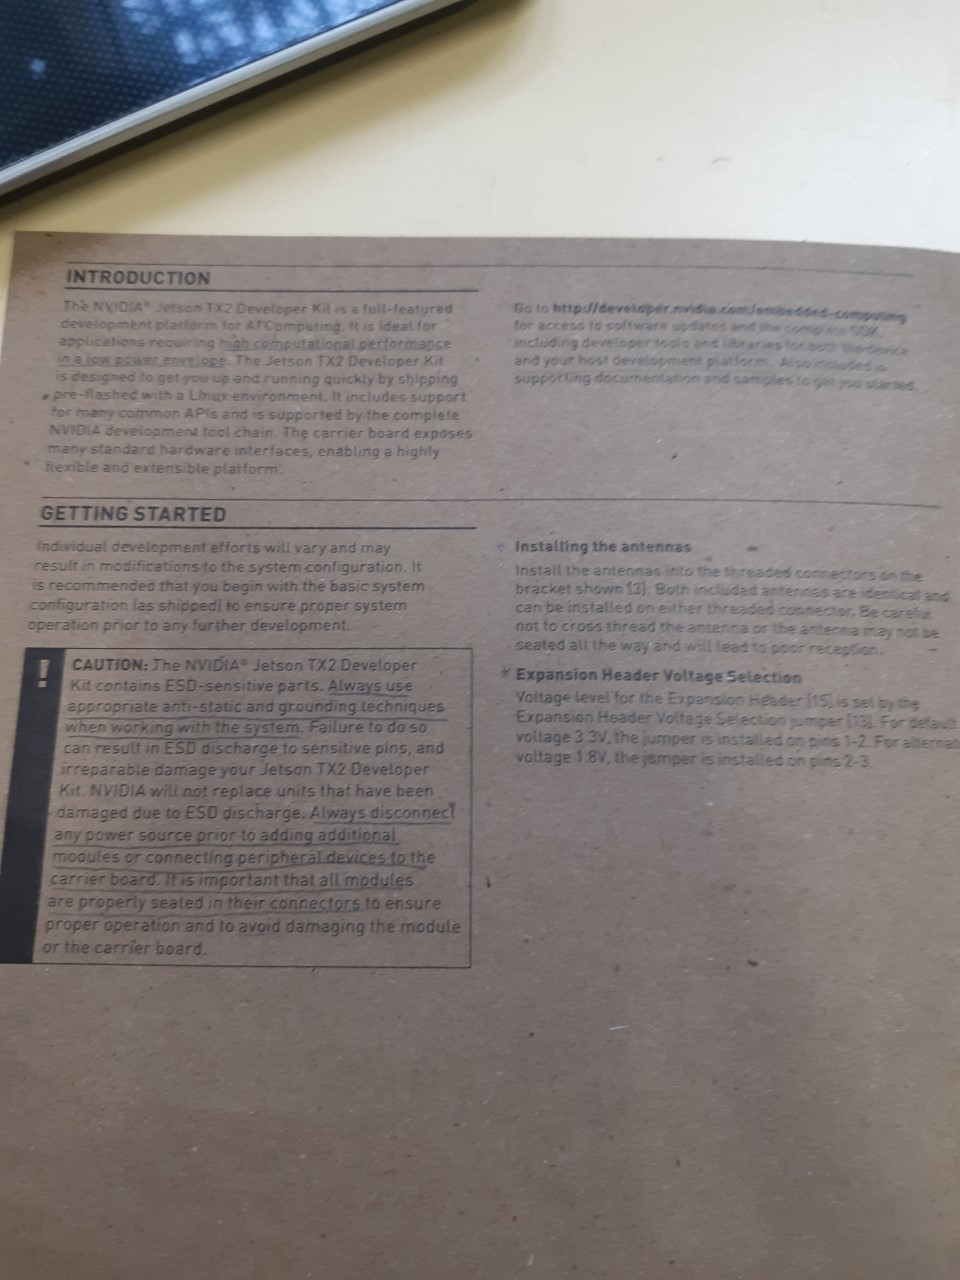 INTRODUCTION
The NVIDIA® Jetson TX2 Developer Kit is a full-featured
development platform for AI Computing. It is ideal for
applications requiring high computational performance
in a low power envelope. The Jetson TX2 Developer Kit
is designed to get you up and running quickly by shipping
pre-flashed with a Linux environment. It includes support
for many common APIs and is supported by the complete
NVIDIA development tool chain. The carrier board exposes
many standard hardware interfaces, enabling a highly
flexible and extensible platform.
Go to http://developer.nvidia.com/embedded-computing
for access to software updates and the complete SDK,
including developer tools and libraries for both the device
and your host development platform. Also included is
supporting documentation and samples to get you started.
GETTING STARTED
Individual development efforts will vary and may
result in modifications to the system configuration. It
is recommended that you begin with the basic system
configuration (as shipped) to ensure proper system
operation prior to any further development.
!
CAUTION: The NVIDIA® Jetson TX2 Developer
Kit contains ESD-sensitive parts. Always use
appropriate anti-static and grounding techniques
when working with the system. Failure to do so
can result in ESD discharge to sensitive pins, and
irreparable damage your Jetson TX2 Developer
Kit. NVIDIA will not replace units that have been
damaged due to ESD discharge. Always disconnect
any power source prior to adding additional
modules or connecting peripheral devices to the
carrier board. It is important that all modules
are properly seated in their connectors to ensure
proper operation and to avoid damaging the module
or the carrier board.
Installing the antennas
Install the antennas into the threaded connectors on the
bracket shown [3]. Both included antennas are identical and
can be installed on either threaded connector. Be careful
not to cross thread the antenna or the antenna may not be
seated all the way and will lead to poor reception.
Expansion Header Voltage Selection
Voltage level for the Expansion Header [15] is set by the
Expansion Header Voltage Selection jumper [13]. For default
voltage 3.3V, the jumper is installed on pins 1-2. For alternat
voltage 1.8V, the jumper is installed on pins 2-3.